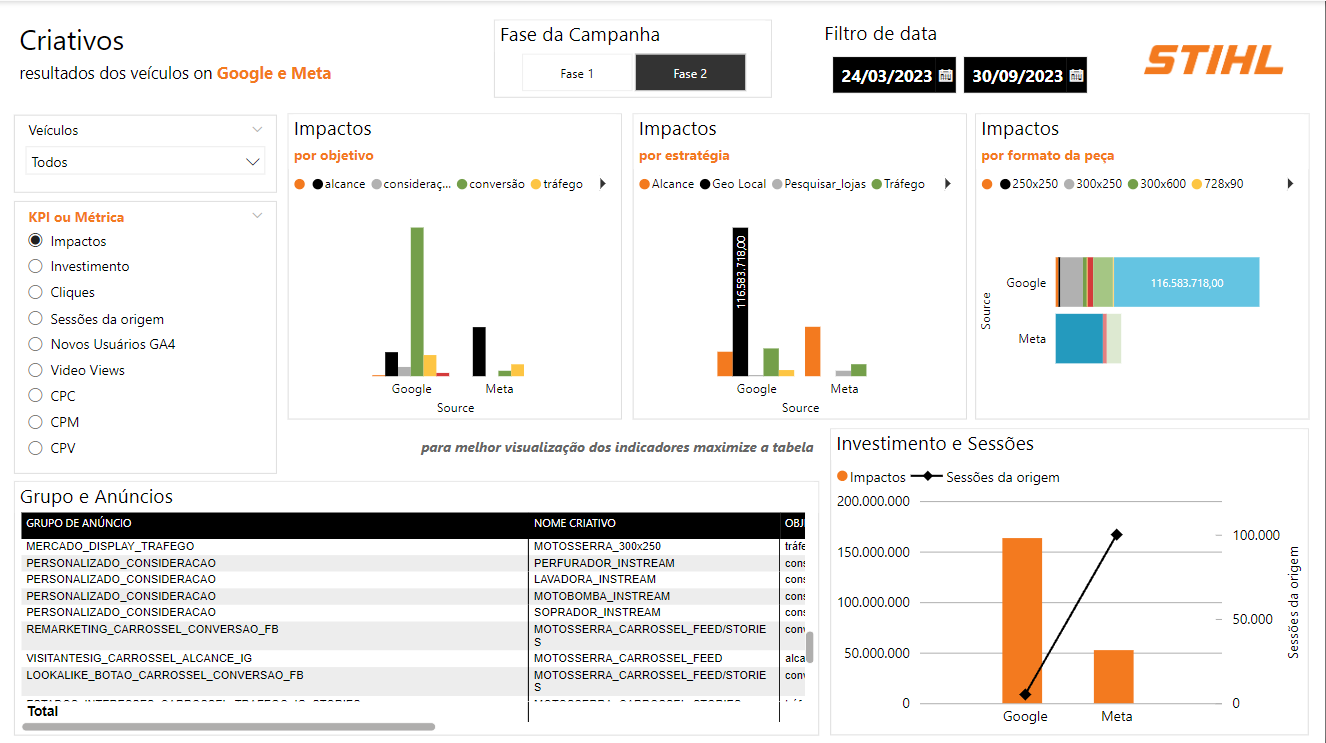 Criativos
resultados dos veículos on Google e Meta
Fase da Campanha
Fase 1
Fase 2
Filtro de data
24/03/2023
30/09/2023
STIHL
Veículos
Todos
KPI ou Métrica
Impactos
Investimento
Cliques
Sessões da origem
Novos Usuários GA4
Video Views
CPC
CPM
CPV
Impactos
por objetivo
alcance consideraç... conversão tráfego
Google Meta
Source
Impactos
por estratégia
Alcance Geo Local Pesquisar_lojas Tráfego
116.583.718,00
Google Meta
Source
Impactos
por formato da peça
250x250 300x250 300x600 728x90
Source
Google
116.583.718,00
Meta
para melhor visualização dos indicadores maximize a tabela
Grupo e Anúncios
GRUPO DE ANÚNCIO NOME CRIATIVO OBJ
MERCADO_DISPLAY_TRAFEGO MOTOSSERRA_300x250 tráfe
PERSONALIZADO_CONSIDERACAO PERFURADOR_INSTREAM cons
PERSONALIZADO_CONSIDERACAO LAVADORA_INSTREAM cons
PERSONALIZADO_CONSIDERACAO MOTOBOMBA_INSTREAM cons
PERSONALIZADO_CONSIDERACAO SOPRADOR_INSTREAM cons
REMARKETING_CARROSSEL_CONVERSAO_FB MOTOSSERRA_CARROSSEL_FEED/STORIE conv
S
VISITANTESIG_CARROSSEL_ALCANCE_IG MOTOSSERRA_CARROSSEL_FEED alca
LOOKALIKE_BOTAO_CARROSSEL_CONVERSAO_FB MOTOSSERRA_CARROSSEL_FEED/STORIE conv
S
Total
Investimento e Sessões
Impactos Sessões da origem
200.000.000
150.000.000
100.000.000
50.000.000
0
100.000
50.000
0
Sessões da origem
Google Meta